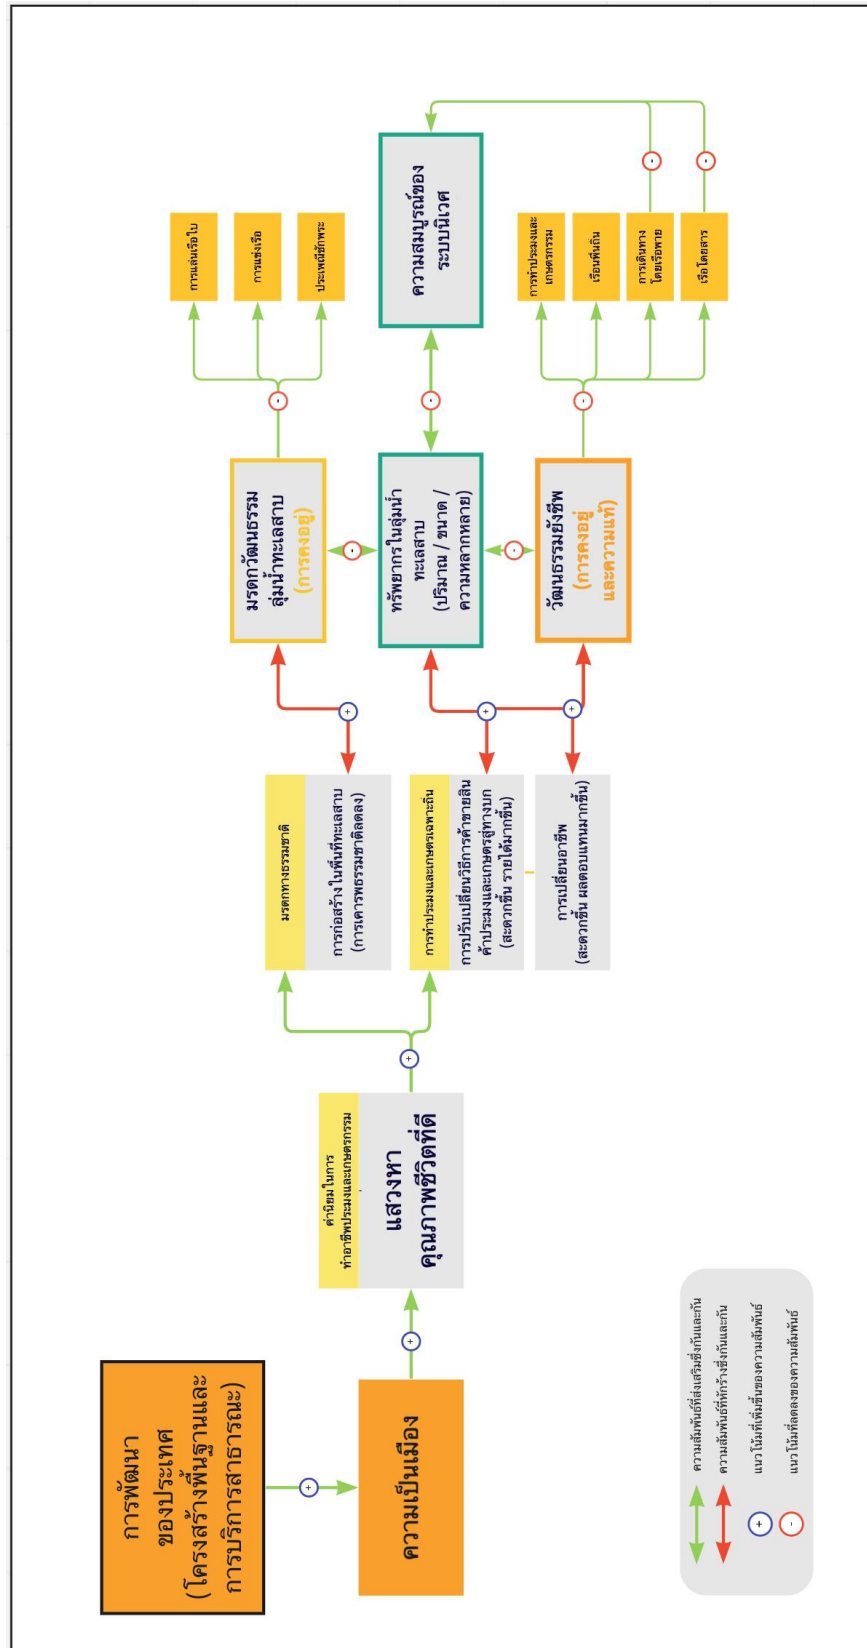 การพัฒนา
ของประเทศ
(โครงสร้างพื้นฐานและ
การบริการสาธารณะ)
ความเป็นเมือง
ค่านิยมในการ
ทำอาชีพประมงและเกษตรกรรม
แสวงหา
คุณภาพชีวิตที่ดี
มรดกทางธรรมชาติ
การก่อสร้างในพื้นที่ทะเลสาบ
(การเคารพธรรมชาติลดลง)
การทำประมงและเกษตรเฉพาะถิ่น
การปรับเปลี่ยนวิธีการค้าขายสิน
ค้าประมงและเกษตรสู่ทางบก
(สะดวกขึ้น รายได้มากขึ้น)
การเปลี่ยนอาชีพ
(สะดวกขึ้น ผลตอบแทนมากขึ้น)
มรดกวัฒนธรรม
ลุ่มน้ำทะเลสาบ
(การคงอยู่)
ทรัพยากรในลุ่มน้ำ
ทะเลสาบ
(ปริมาณ / ขนาด /
ความหลากหลาย)
วัฒนธรรมยังชีพ
(การคงอยู่
และความแท้)
การแล่นเรือใบ
การแข่งเรือ
ประเพณีชักพระ
ความสมบูรณ์ของ
ระบบนิเวศ
การทำประมงและ
เกษตรกรรม
เรือนพื้นถิ่น
การเดินทาง
โดยเรือพาย
เรือโดยสาร
ความสัมพันธ์ที่ส่งเสริมซึ่งกันและกัน
ความสัมพันธ์ที่หักร้างซึ่งกันและกัน
+ แนวโน้มที่เพิ่มขึ้นของความสัมพันธ์
- แนวโน้มที่ลดลงของความสัมพันธ์